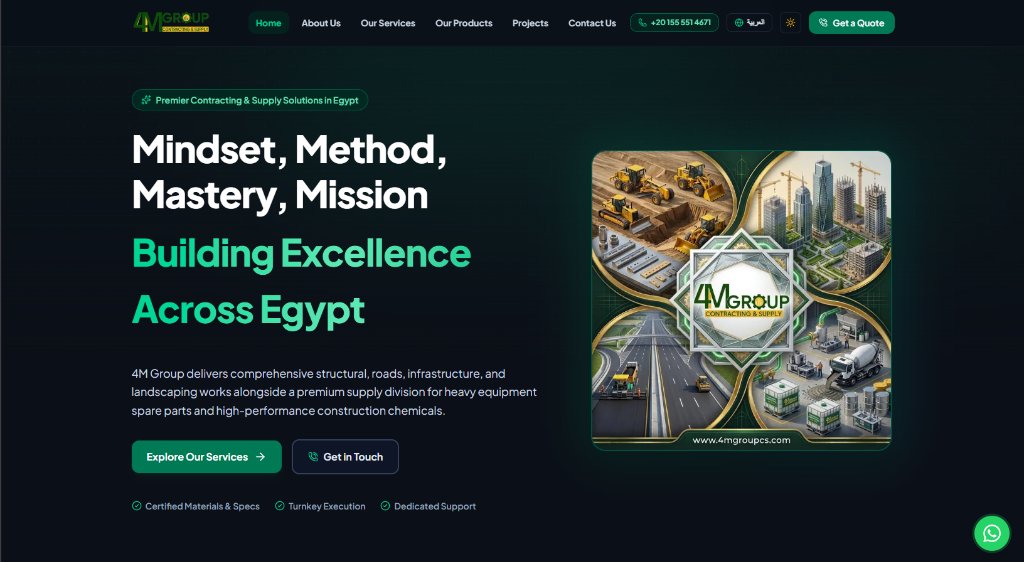 4MGROUP
CONTRACTING & SUPPLY
Home
About Us
Our Services
Our Products
Projects
Contact Us
+20 155 551 4671
العربية
Get a Quote
Premier Contracting & Supply Solutions in Egypt
Mindset, Method,
Mastery, Mission
Building Excellence
Across Egypt
4M Group delivers comprehensive structural, roads, infrastructure, and
landscaping works alongside a premium supply division for heavy equipment
spare parts and high-performance construction chemicals.
Explore Our Services
Get in Touch
Certified Materials & Specs
Turnkey Execution
Dedicated Support
4MGROUP
CONTRACTING & SUPPLY
www.4mgroupcs.com